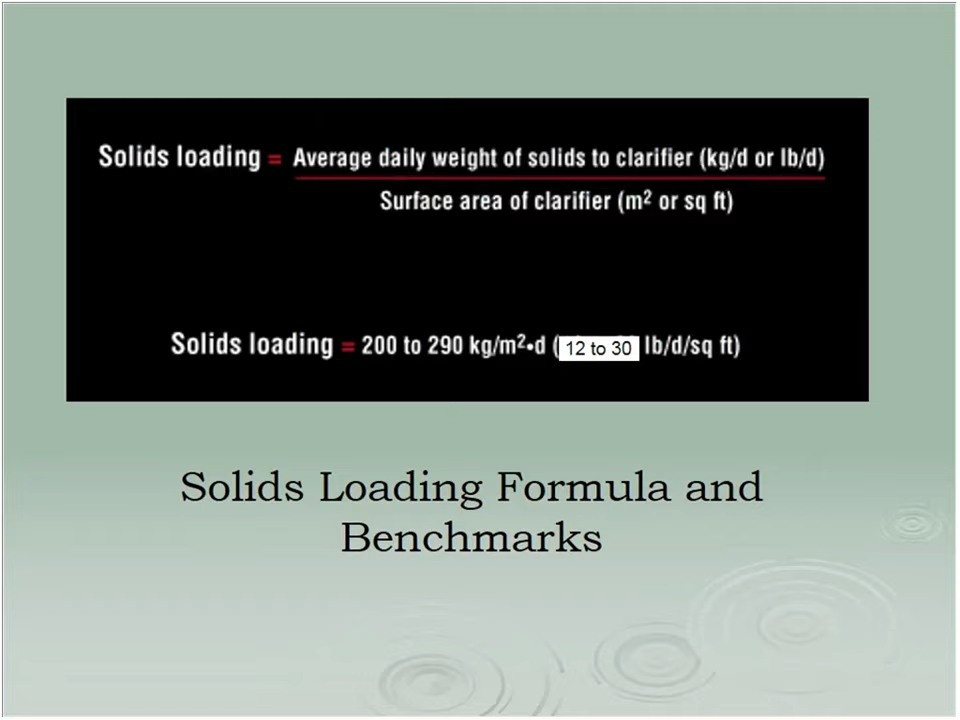 Solids loading = Average daily weight of solids to clarifier (kg/d or lb/d)
Surface area of clarifier (m² or sq ft)
Solids loading = 200 to 290 kg/m²•d (12 to 30 lb/d/sq ft)
Solids Loading Formula and
Benchmarks